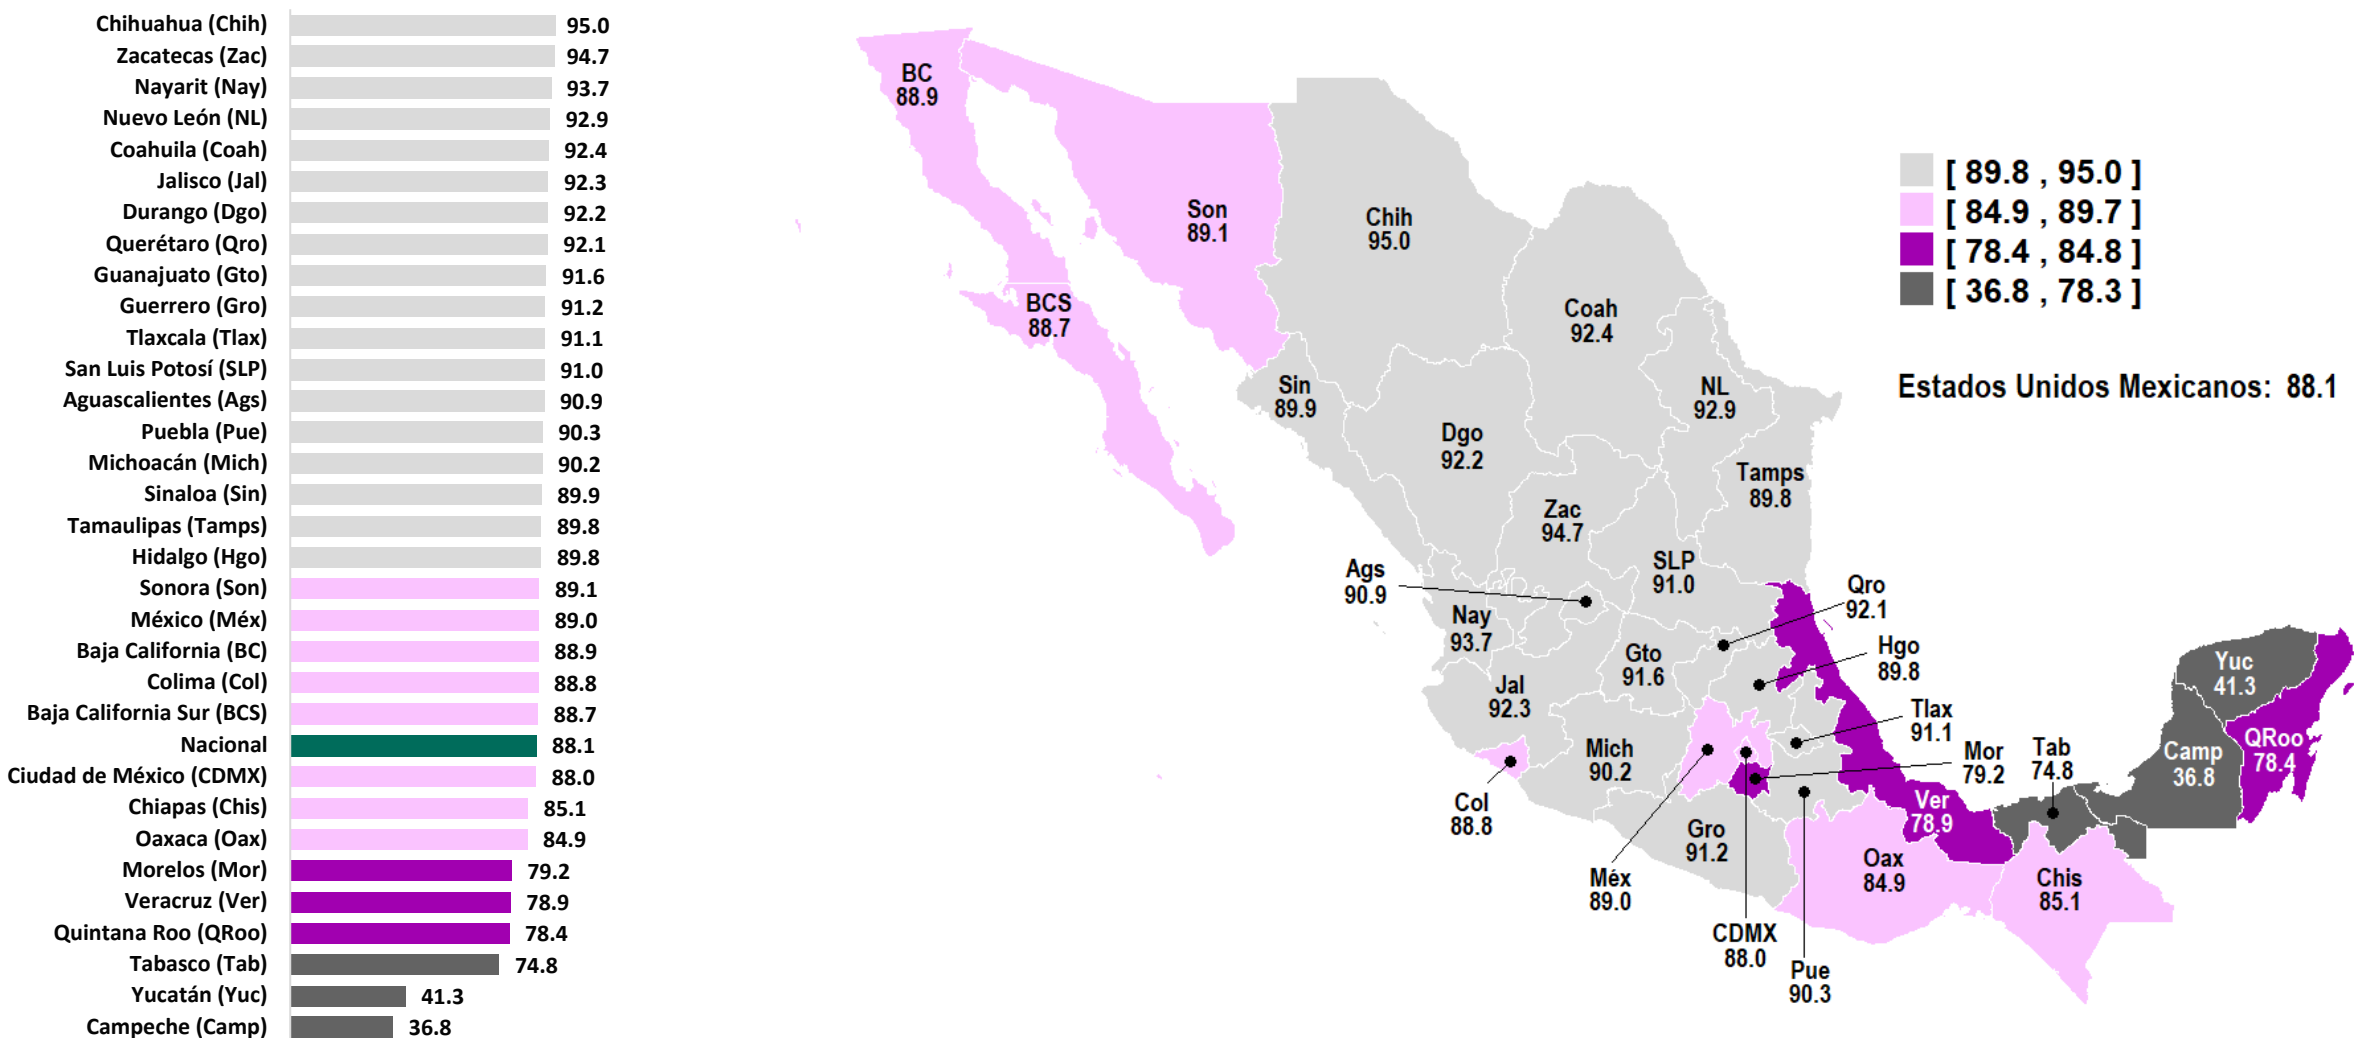 Chihuahua (Chih) 95.0
Zacatecas (Zac) 94.7
Nayarit (Nay) 93.7
Nuevo León (NL) 92.9
Coahuila (Coah) 92.4
Jalisco (Jal) 92.3
Durango (Dgo) 92.2
Querétaro (Qro) 92.1
Guanajuato (Gto) 91.6
Guerrero (Gro) 91.2
Tlaxcala (Tlax) 91.1
San Luis Potosí (SLP) 91.0
Aguascalientes (Ags) 90.9
Puebla (Pue) 90.3
Michoacán (Mich) 90.2
Sinaloa (Sin) 89.9
Tamaulipas (Tamps) 89.8
Hidalgo (Hgo) 89.8
Sonora (Son) 89.1
México (Méx) 89.0
Baja California (BC) 88.9
Colima (Col) 88.8
Baja California Sur (BCS) 88.7
Nacional 88.1
Ciudad de México (CDMX) 88.0
Chiapas (Chis) 85.1
Oaxaca (Oax) 84.9
Morelos (Mor) 79.2
Veracruz (Ver) 78.9
Quintana Roo (QRoo) 78.4
Tabasco (Tab) 74.8
Yucatán (Yuc) 41.3
Campeche (Camp) 36.8
BC
88.9
Son
89.1
Chih
95.0
BCS
88.7
Coah
92.4
Sin
89.9
NL
92.9
Dgo
92.2
Tamps
89.8
Zac
94.7
SLP
91.0
Ags
90.9
Qro
92.1
Nay
93.7
Hgo
89.8
Gto
91.6
Jal
92.3
Tlax
91.1
Mich
90.2
Mor
79.2
Tab
74.8
Yuc
41.3
Camp
36.8
QRoo
78.4
Col
88.8
Ver
78.9
Gro
91.2
Oax
84.9
Méx
89.0
Chis
85.1
CDMX
88.0
Pue
90.3
[ 89.8 , 95.0 ]
[ 84.9 , 89.7 ]
[ 78.4 , 84.8 ]
[ 36.8 , 78.3 ]
Estados Unidos Mexicanos: 88.1